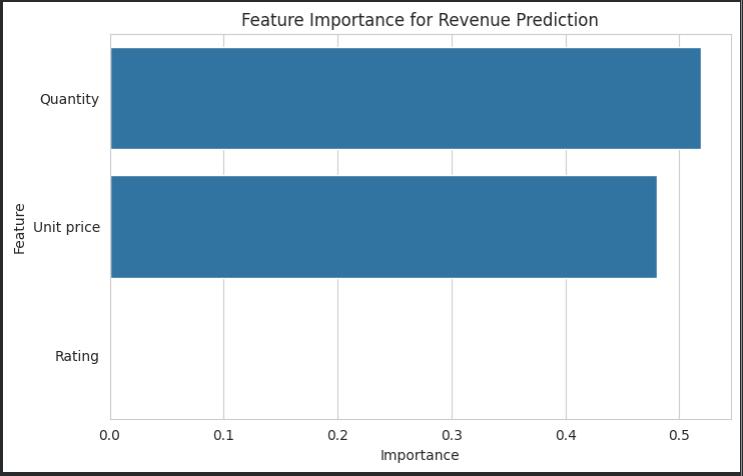 Feature Importance for Revenue Prediction
Quantity
Unit price
Rating
Feature
0.0 0.1 0.2 0.3 0.4 0.5
Importance